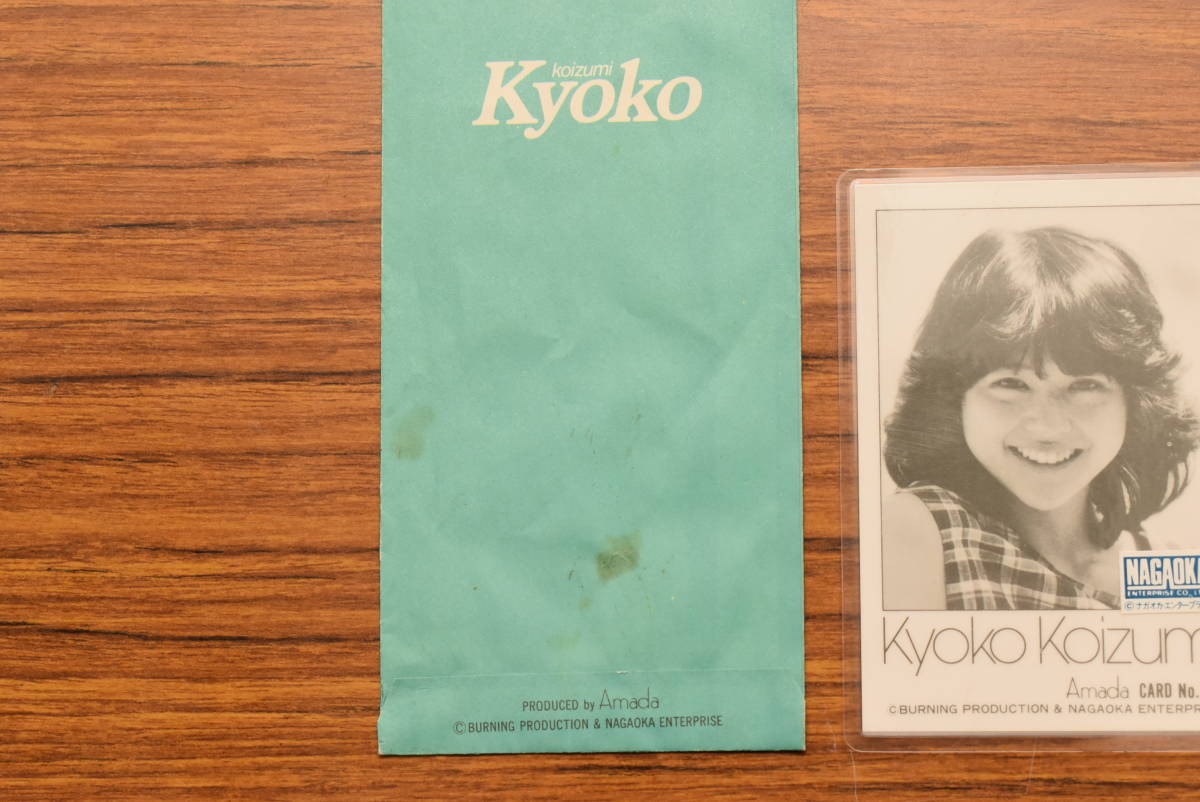 koizumi
Kyoko
PRODUCED by Amada
©BURNING PRODUCTION & NAGAOKA ENTERPRISE
NAGAOKA
ENTERPRISE CO.,
©ナガオカ・エンタープラ
Kyoko Koizum
Amada CARD No.
©BURNING PRODUCTION & NAGAOKA ENTERPR